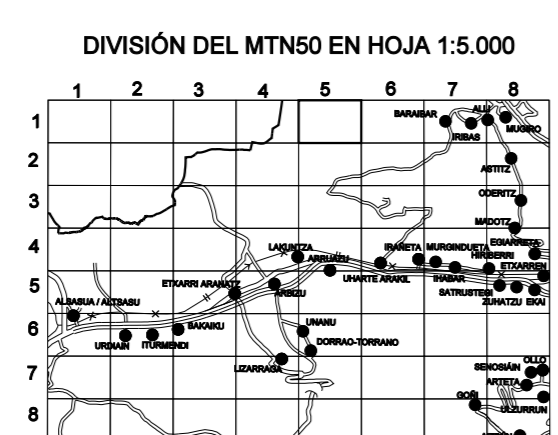 DIVISIÓN DEL MTN50 EN HOJA 1:5.000
1 2 3 4 5 6 7 8
1
BARAIBAR
ALLI
IRIBAS
MUGIRO
2
ASTITZ
3
ODERITZ
MADOTZ
4
LAKUNTZA
IRAÑETA
MURGINDUETA
EGIARRETA
HIRIBERRI
ARRUAZU
ETXARREN
5
ETXARRI ARANATZ
UHARTE ARAKIL
IHABAR
ARBIZU
SATRUSTEGI
ZUHATZU
EKAI
ALSASUA / ALTSASU
6
BAKAIKU
UNANU
URDIAIN
ITURMENDI
DORRAO-TORRANO
7
LIZARRAGA
OLLO
SENOSIÁIN
ARTETA
GOÑI
ULZURRUN
8